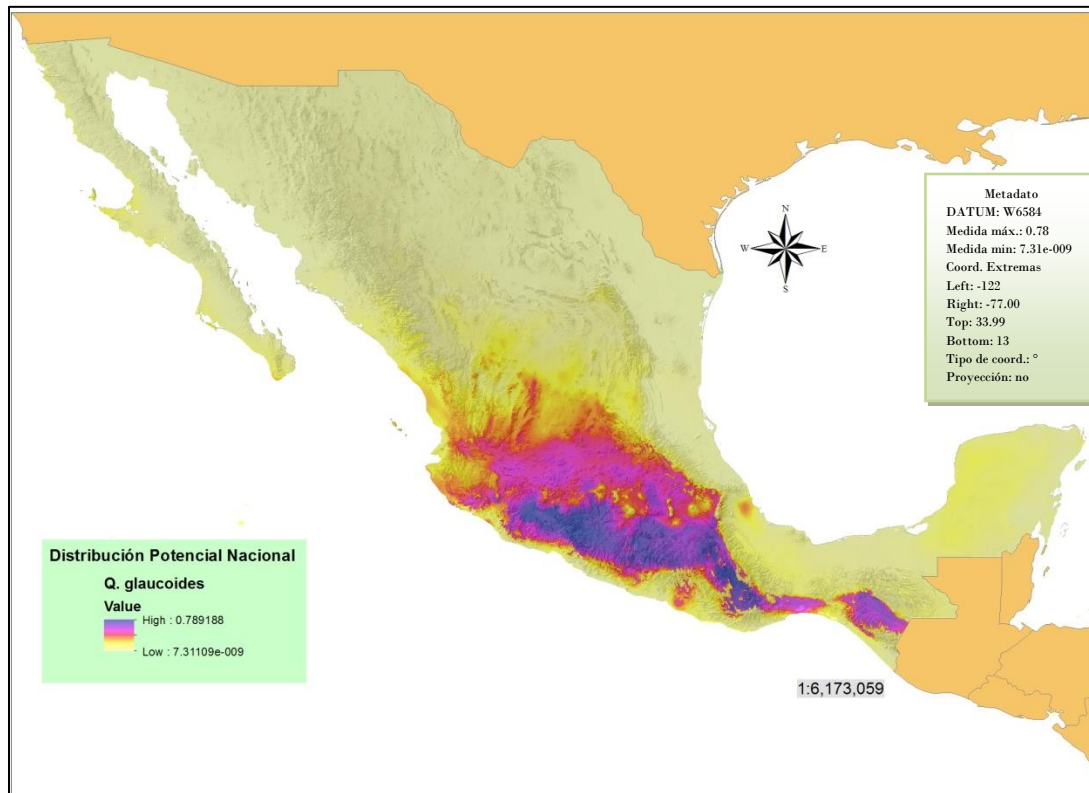 N
W E
S
Metadato
DATUM: W6584
Medida máx.: 0.78
Medida min: 7.31e-009
Coord. Extremas
Left: -122
Right: -77.00
Top: 33.99
Bottom: 13
Tipo de coord.: °
Proyección: no
Distribución Potencial Nacional
Q. glaucoides
Value
High : 0.789188
Low : 7.31109e-009
1:6,173,059